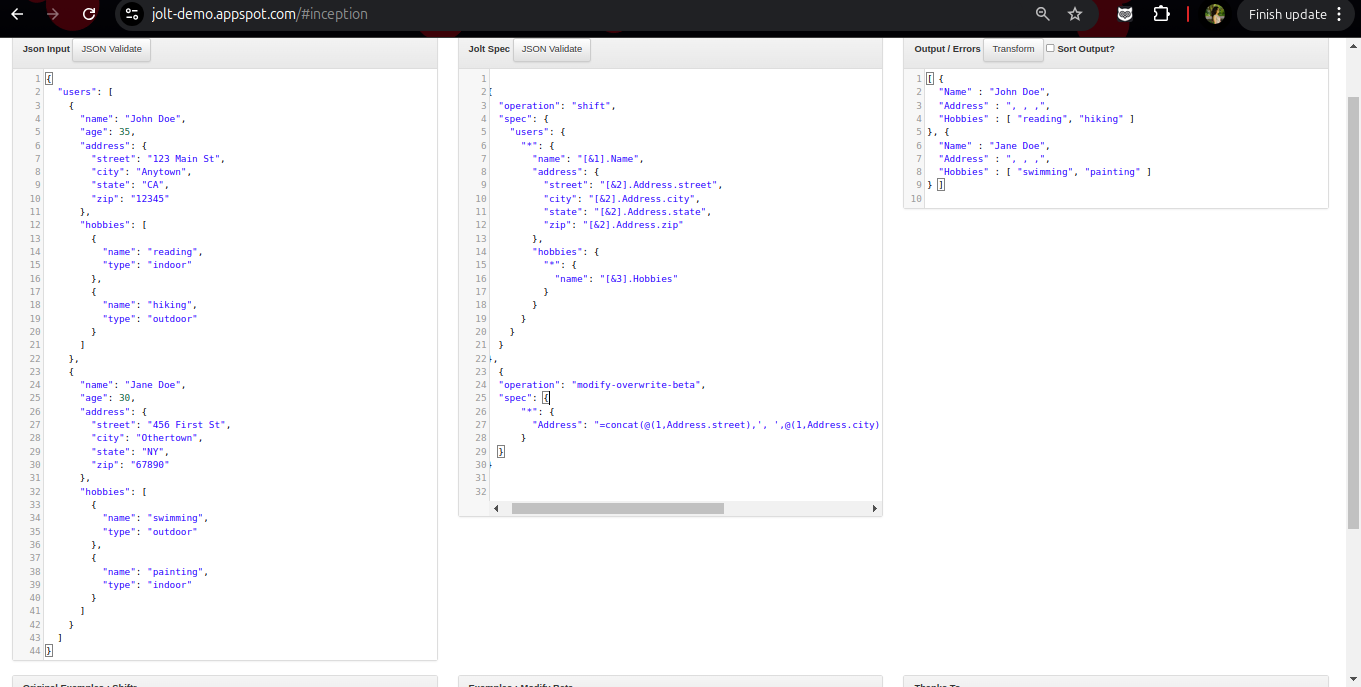 jolt-demo.appspot.com/#inception
Finish update
Json Input JSON Validate
1 {
2 "users": [
3 {
4 "name": "John Doe",
5 "age": 35,
6 "address": {
7 "street": "123 Main St",
8 "city": "Anytown",
9 "state": "CA",
10 "zip": "12345"
11 },
12 "hobbies": [
13 {
14 "name": "reading",
15 "type": "indoor"
16 },
17 {
18 "name": "hiking",
19 "type": "outdoor"
20 }
21 ]
22 },
23 {
24 "name": "Jane Doe",
25 "age": 30,
26 "address": {
27 "street": "456 First St",
28 "city": "Othertown",
29 "state": "NY",
30 "zip": "67890"
31 },
32 "hobbies": [
33 {
34 "name": "swimming",
35 "type": "outdoor"
36 },
37 {
38 "name": "painting",
39 "type": "indoor"
40 }
41 ]
42 }
43 ]
44 }
Jolt Spec JSON Validate
1
2 {
3 "operation": "shift",
4 "spec": {
5 "users": {
6 "*": {
7 "name": "[&1].Name",
8 "address": {
9 "street": "[&2].Address.street",
10 "city": "[&2].Address.city",
11 "state": "[&2].Address.state",
12 "zip": "[&2].Address.zip"
13 },
14 "hobbies": {
15 "*": {
16 "name": "[&3].Hobbies"
17 }
18 }
19 }
20 }
21 }
22 },
23 {
24 "operation": "modify-overwrite-beta",
25 "spec": {
26 "*": {
27 "Address": "=concat(@(1,Address.street),', ',@(1,Address.city)
28 }
29 }
30 }
31
32
Output / Errors Transform Sort Output?
1 [ {
2 "Name" : "John Doe",
3 "Address" : ", , ,",
4 "Hobbies" : [ "reading", "hiking" ]
5 }, {
6 "Name" : "Jane Doe",
7 "Address" : ", , ,",
8 "Hobbies" : [ "swimming", "painting" ]
9 } ]
10
Original Examples : Shifts
Examples : Modify Beta
Thanks To